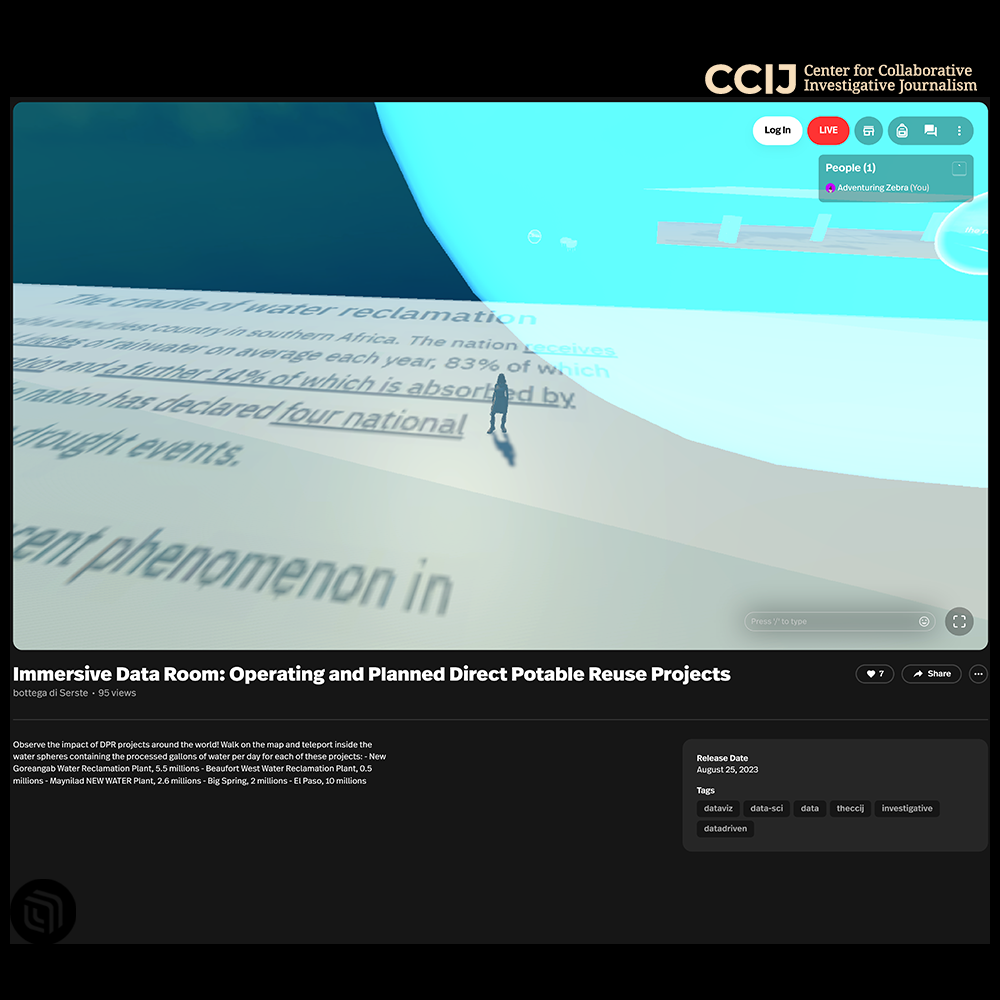 CCIJ Center for Collaborative
Investigative Journalism
Log In
LIVE
People (1)
Adventuring Zebra (You)
The cradle of water reclamation
is the driest country in southern Africa. The nation receives
inches of rainwater on average each year, 83% of which
and a further 14% of which is absorbed by
nation has declared four national
drought events.
phenomenon in
Press '/' to type
Immersive Data Room: Operating and Planned Direct Potable Reuse Projects
7
Share
bottega di Serste • 95 views
Observe the impact of DPR projects around the world! Walk on the map and teleport inside the
water spheres containing the processed gallons of water per day for each of these projects: - New
Goreangab Water Reclamation Plant, 5.5 millions - Beaufort West Water Reclamation Plant, 0.5
millions - Maynilad NEW WATER Plant, 2.6 millions - Big Spring, 2 millions - El Paso, 10 millions
Release Date
August 25, 2023
Tags
dataviz data-sci data theccij investigative
datadriven